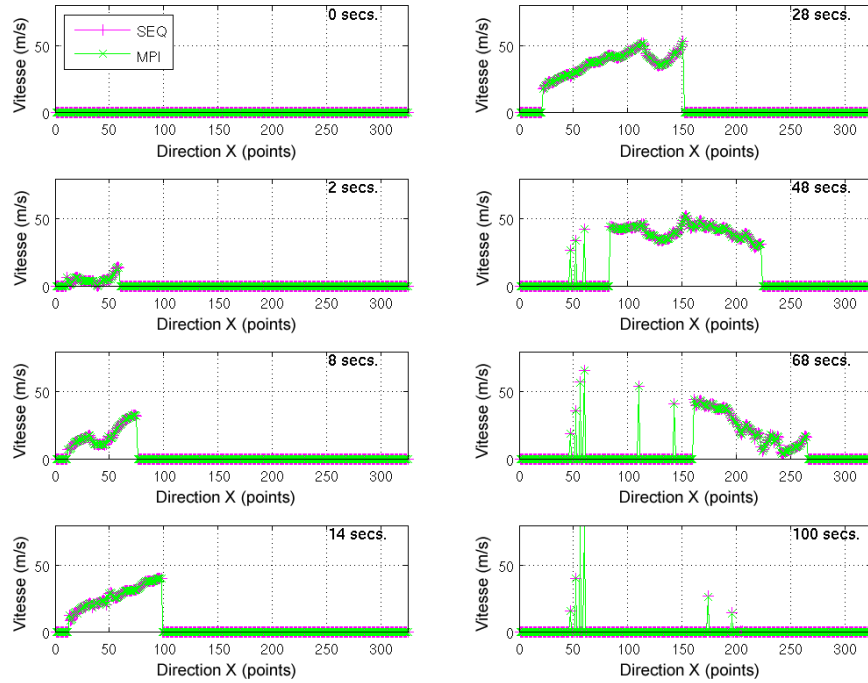 0 secs.
SEQ
MPI
50
0
0 50 100 150 200 250 300
Vitesse (m/s)
Direction X (points)
28 secs.
50
0
0 50 100 150 200 250 300
Vitesse (m/s)
Direction X (points)
2 secs.
50
0
0 50 100 150 200 250 300
Vitesse (m/s)
Direction X (points)
48 secs.
50
0
0 50 100 150 200 250 300
Vitesse (m/s)
Direction X (points)
8 secs.
50
0
0 50 100 150 200 250 300
Vitesse (m/s)
Direction X (points)
68 secs.
50
0
0 50 100 150 200 250 300
Vitesse (m/s)
Direction X (points)
14 secs.
50
0
0 50 100 150 200 250 300
Vitesse (m/s)
Direction X (points)
100 secs.
50
0
0 50 100 150 200 250 300
Vitesse (m/s)
Direction X (points)